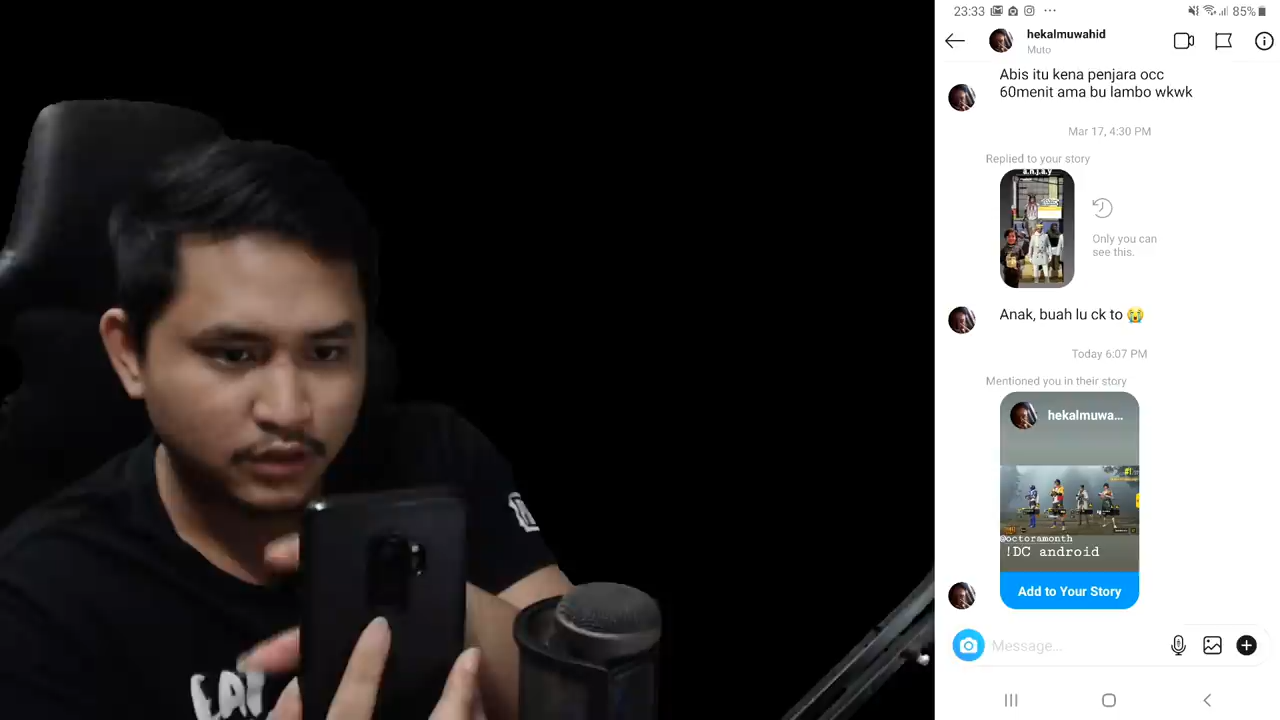 23:33
85%
hekalmuwahid
Muto
Abis itu kena penjara occ
60menit ama bu lambo wkwk
Mar 17, 4:30 PM
Replied to your story
a.n.j.a.y
Only you can
see this.
Anak, buah lu ck to 😭
Today 6:07 PM
Mentioned you in their story
hekalmuwa...
#1
@octoramonth
!DC android
Add to Your Story
Message...
EAT